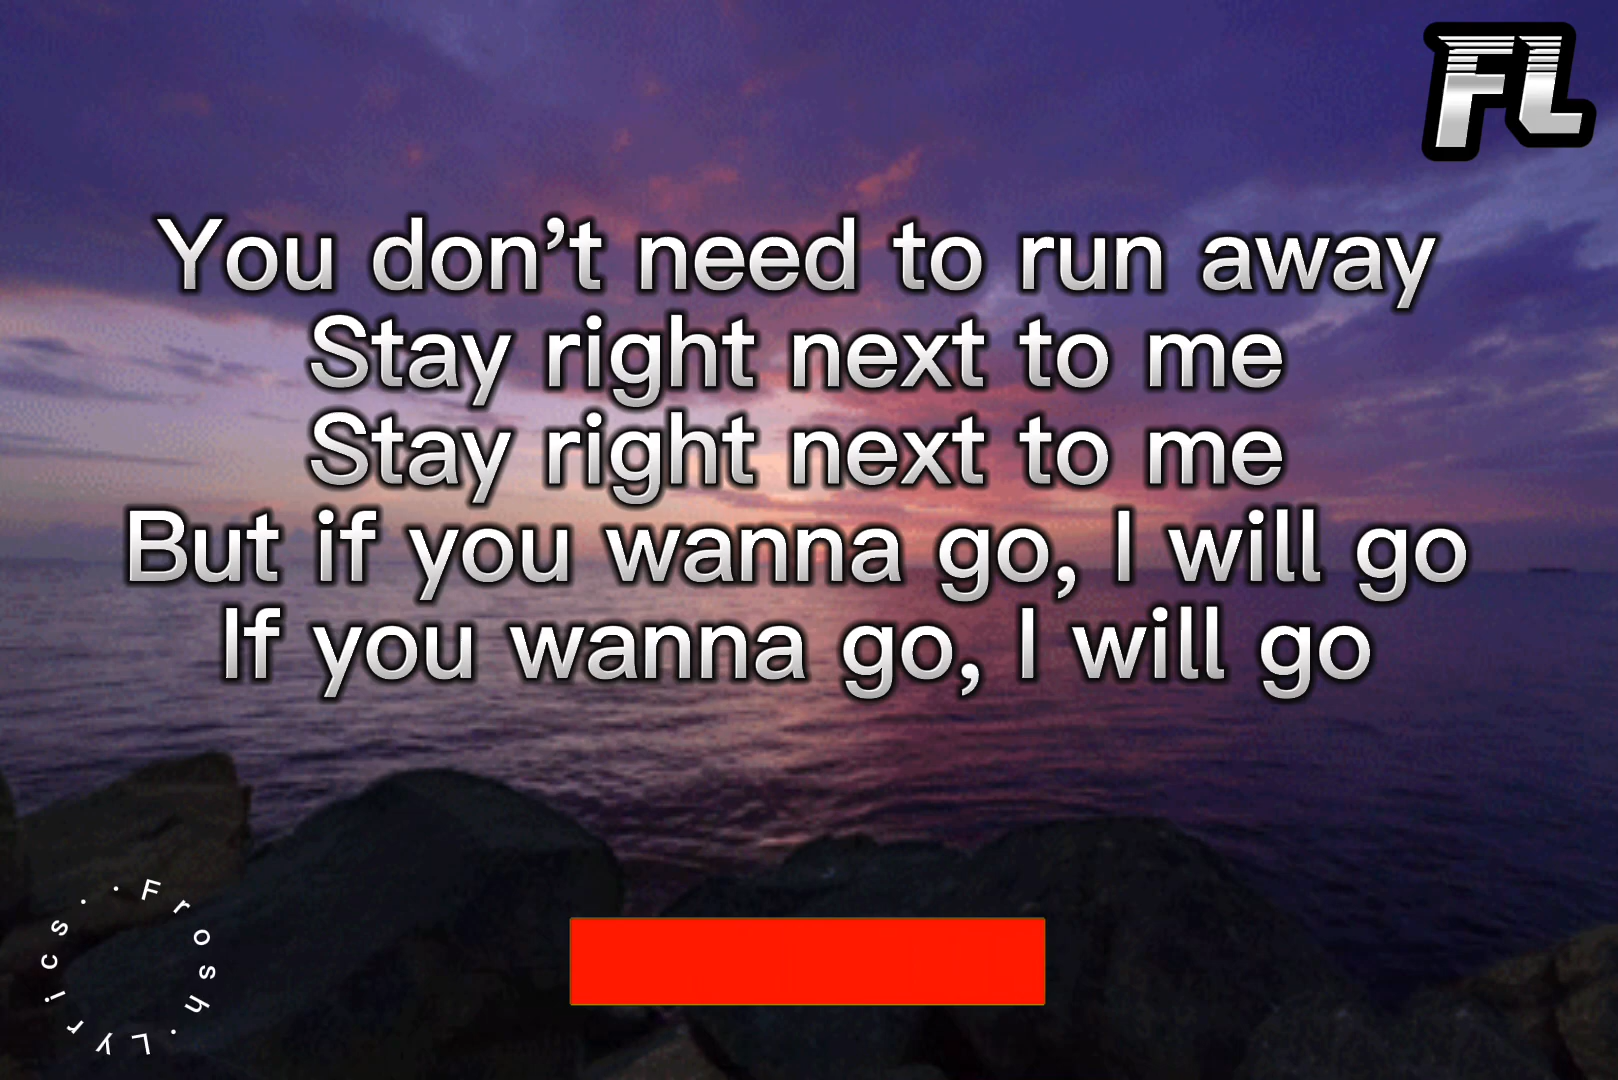 FL
You don’t need to run away
Stay right next to me
Stay right next to me
But if you wanna go, I will go
If you wanna go, I will go
· Frosh · Lyrics ·